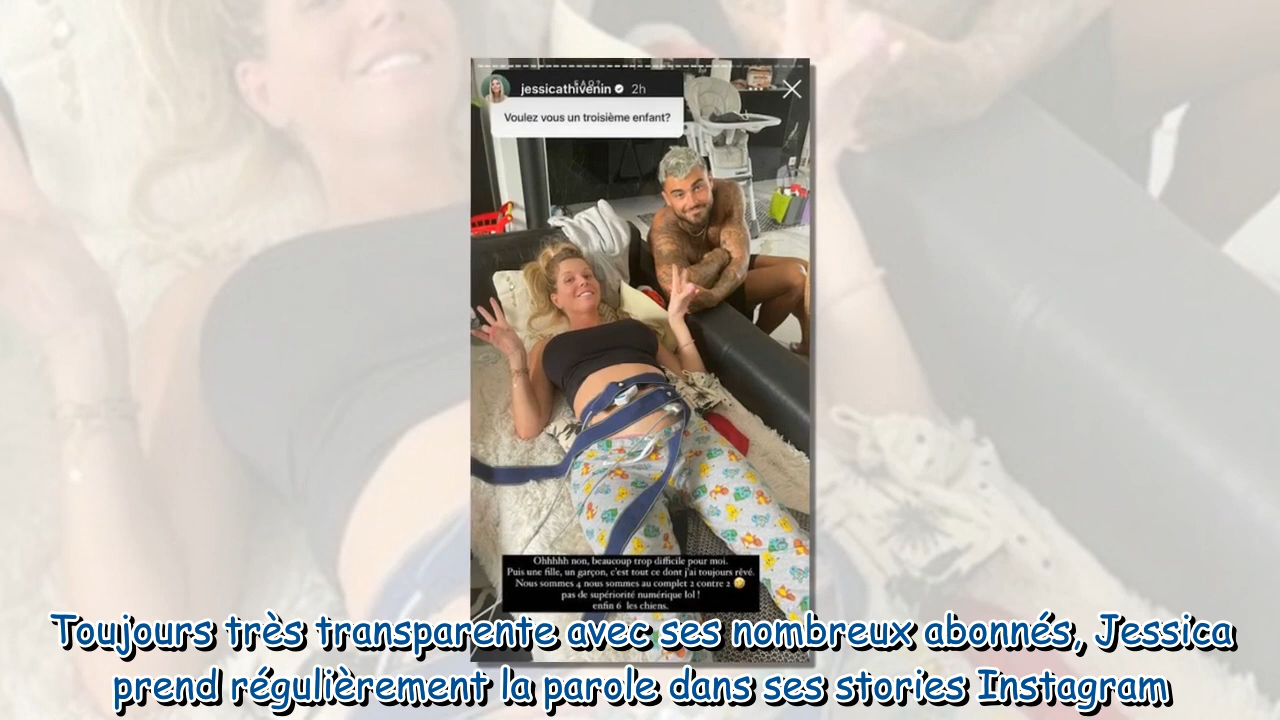 jessicathivenin 2h
Voulez vous un troisième enfant?
Ohhhhh non, beaucoup trop difficile pour moi.
Puis une fille, un garçon, c'est tout ce dont j'ai toujours rêvé.
Nous sommes 4 nous sommes au complet 2 contre 2 🤣
pas de supériorité numérique lol !
enfin 6 les chiens.
Toujours très transparente avec ses nombreux abonnés, Jessica
prend régulièrement la parole dans ses stories Instagram